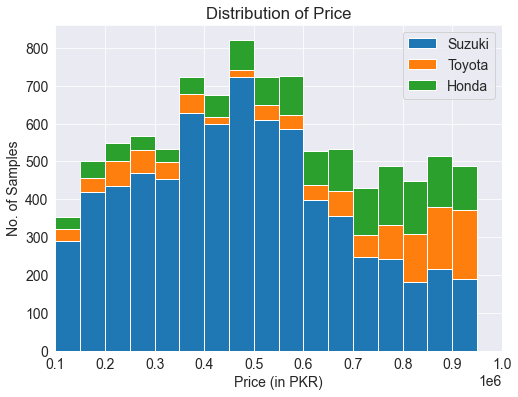 Distribution of Price
Suzuki
Toyota
Honda
No. of Samples
800
700
600
500
400
300
200
100
0
0.1 0.2 0.3 0.4 0.5 0.6 0.7 0.8 0.9 1.0
1e6
Price (in PKR)